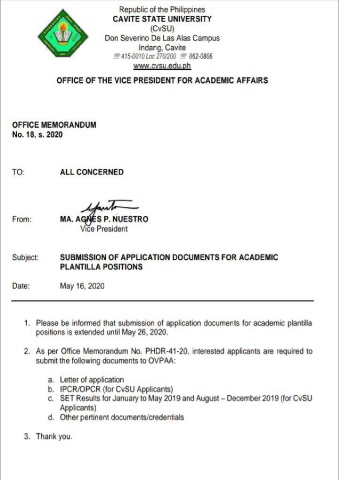 Republic of the Philippines
CAVITE STATE UNIVERSITY
(CvSU)
Don Severino De Las Alas Campus
Indang, Cavite
☏ 415-0010 Loc 270/200 ☏ 862-0806
www.cvsu.edu.ph
OFFICE OF THE VICE PRESIDENT FOR ACADEMIC AFFAIRS
OFFICE MEMORANDUM
No. 18, s. 2020
TO: ALL CONCERNED
From: MA. AGNES P. NUESTRO
Vice President
Subject: SUBMISSION OF APPLICATION DOCUMENTS FOR ACADEMIC
PLANTILLA POSITIONS
Date: May 16, 2020
1. Please be informed that submission of application documents for academic plantilla
positions is extended until May 26, 2020.
2. As per Office Memorandum No. PHDR-41-20, interested applicants are required to
submit the following documents to OVPAA:
a. Letter of application
b. IPCR/OPCR (for CvSU Applicants)
c. SET Results for January to May 2019 and August – December 2019 (for CvSU
Applicants)
d. Other pertinent documents/credentials
3. Thank you.